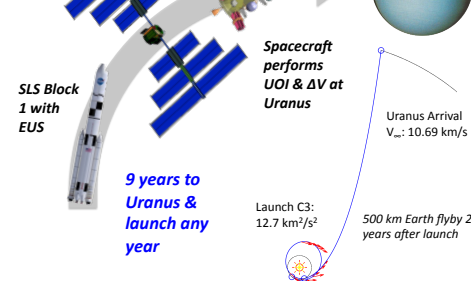 SLS Block
1 with
EUS
Spacecraft
performs
UOI & ΔV at
Uranus
9 years to
Uranus &
launch any
year
Uranus Arrival
V∞: 10.69 km/s
Launch C3:
12.7 km²/s²
500 km Earth flyby 2
years after launch